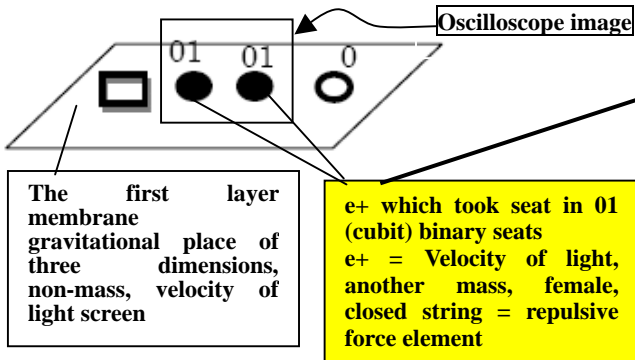 Oscilloscope image
01 01 0
The first layer
membrane
gravitational place of
three dimensions,
non-mass, velocity of
light screen
e+ which took seat in 01
(cubit) binary seats
e+ = Velocity of light,
another mass, female,
closed string = repulsive
force element